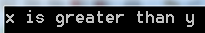 x is greater than y